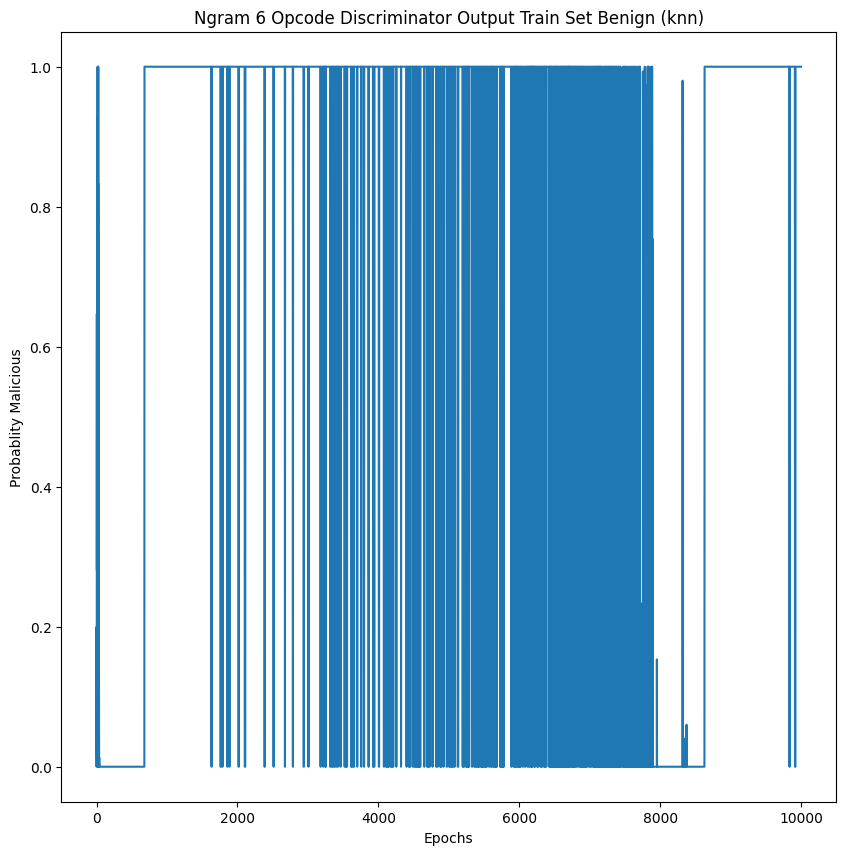 Ngram 6 Opcode Discriminator Output Train Set Benign (knn)
1.0
0.8
0.6
0.4
0.2
0.0
Probablity Malicious
0 2000 4000 6000 8000 10000
Epochs